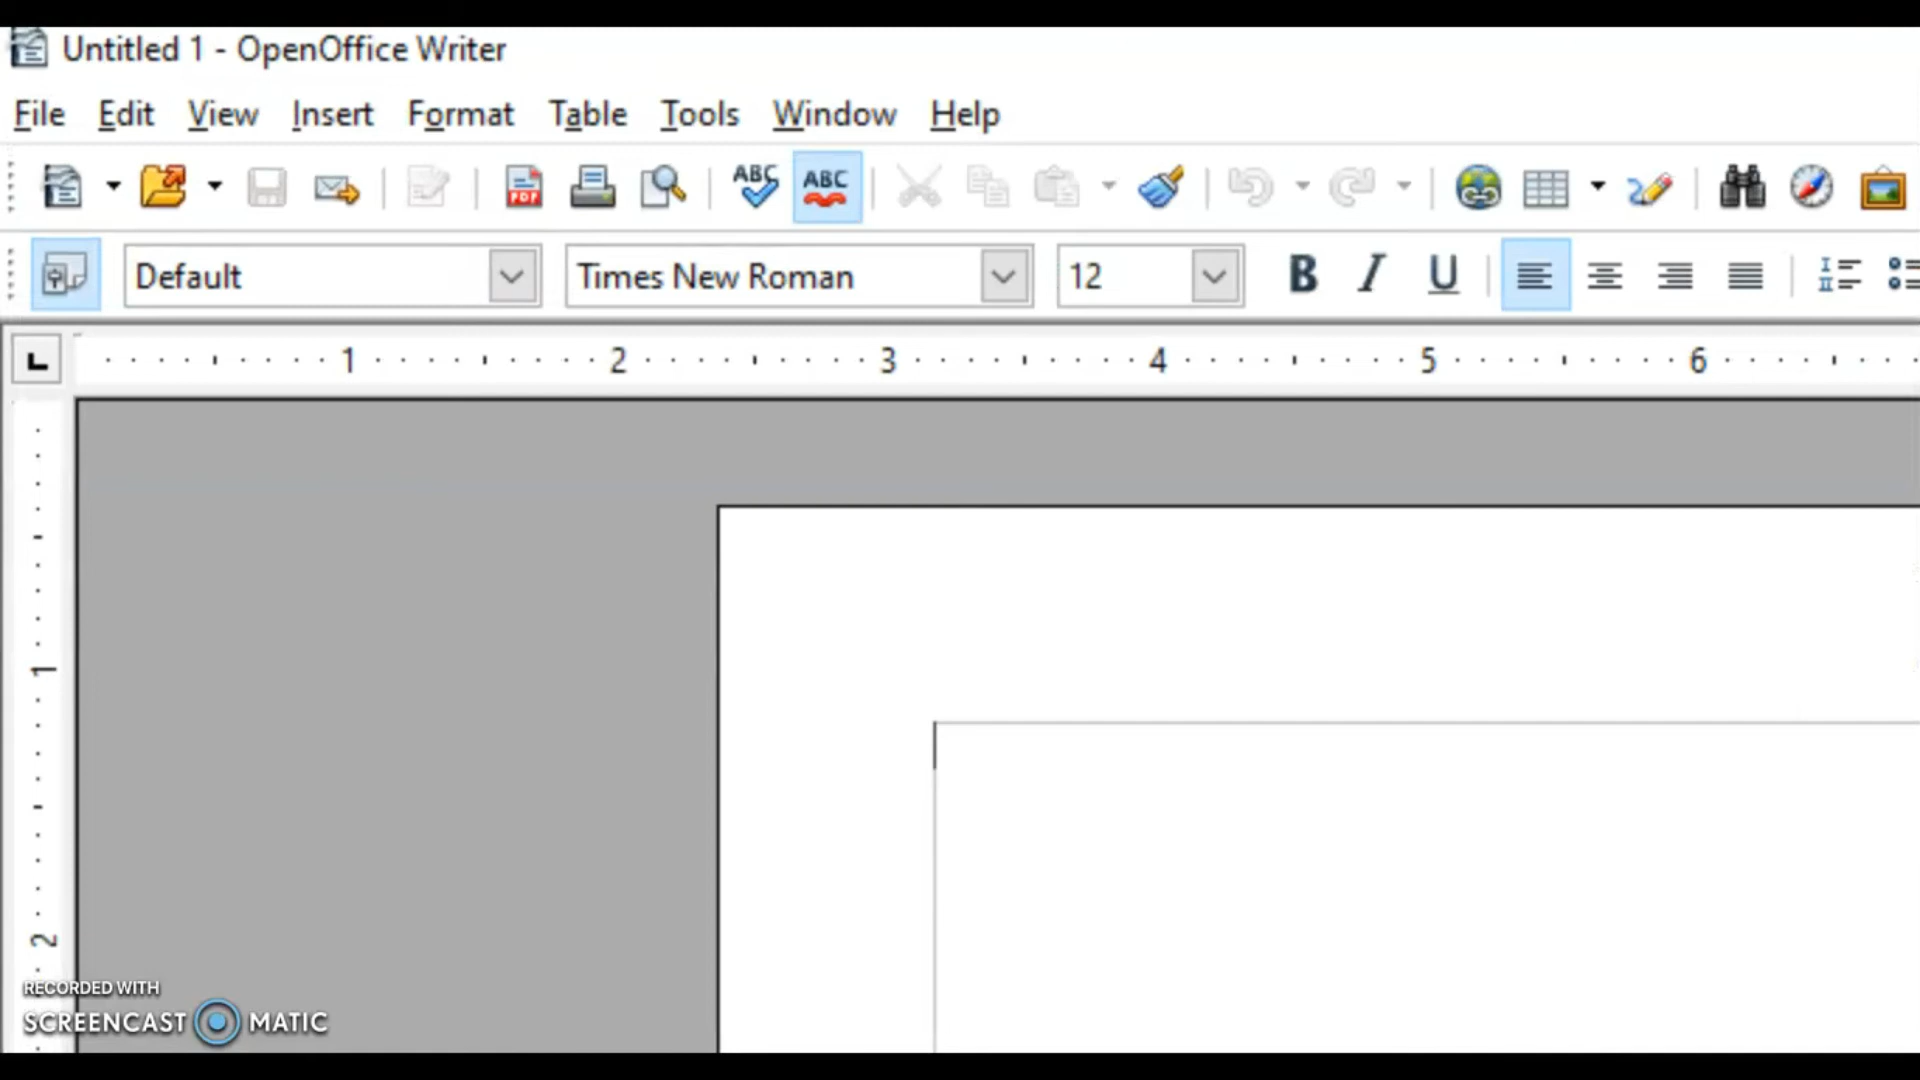 Untitled 1 - OpenOffice Writer
File Edit View Insert Format Table Tools Window Help
PDF ABC ABC
Default Times New Roman 12 B I U
1 2 3 4 5 6
1
2
RECORDED WITH
SCREENCAST MATIC